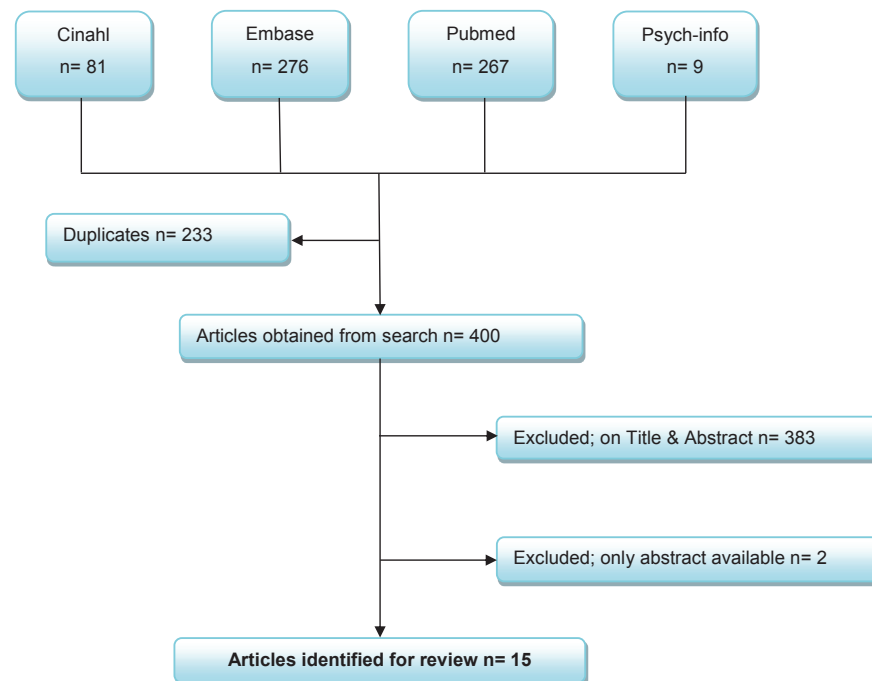 Cinahl
n= 81
Embase
n= 276
Pubmed
n= 267
Psych-info
n= 9
Duplicates n= 233
Articles obtained from search n= 400
Excluded; on Title & Abstract n= 383
Excluded; only abstract available n= 2
Articles identified for review n= 15